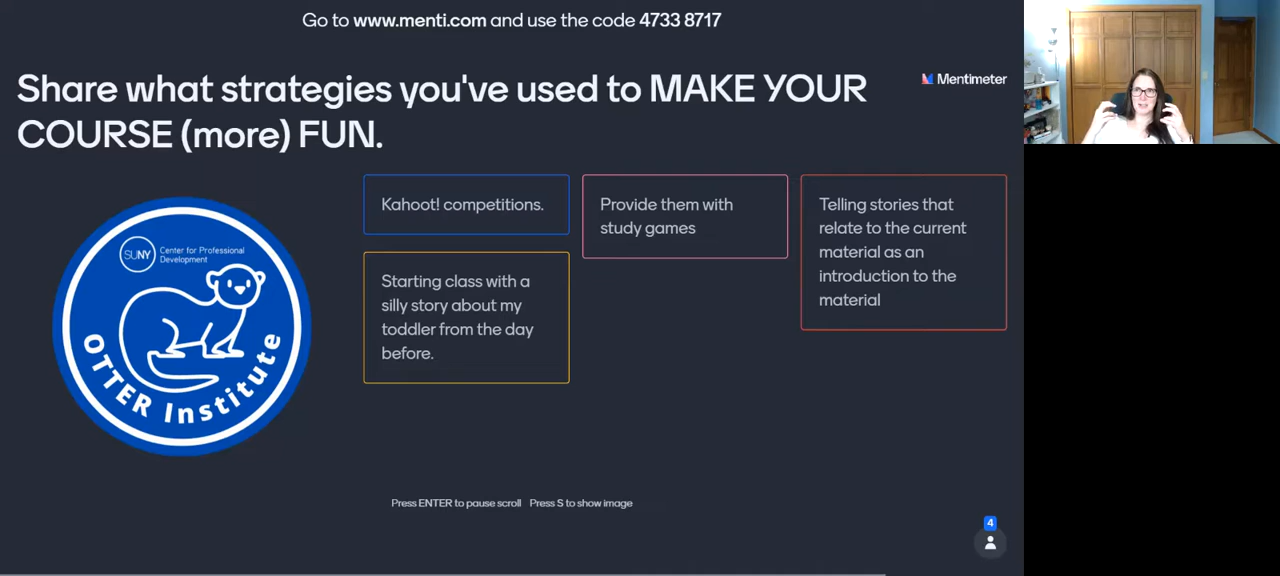 Go to www.menti.com and use the code 4733 8717
Share what strategies you've used to MAKE YOUR
COURSE (more) FUN.
Mentimeter
SUNY
Center for Professional
Development
OTTER Institute
Kahoot! competitions.
Starting class with a
silly story about my
toddler from the day
before.
Provide them with
study games
Telling stories that
relate to the current
material as an
introduction to the
material
Press ENTER to pause scroll Press S to show image
4